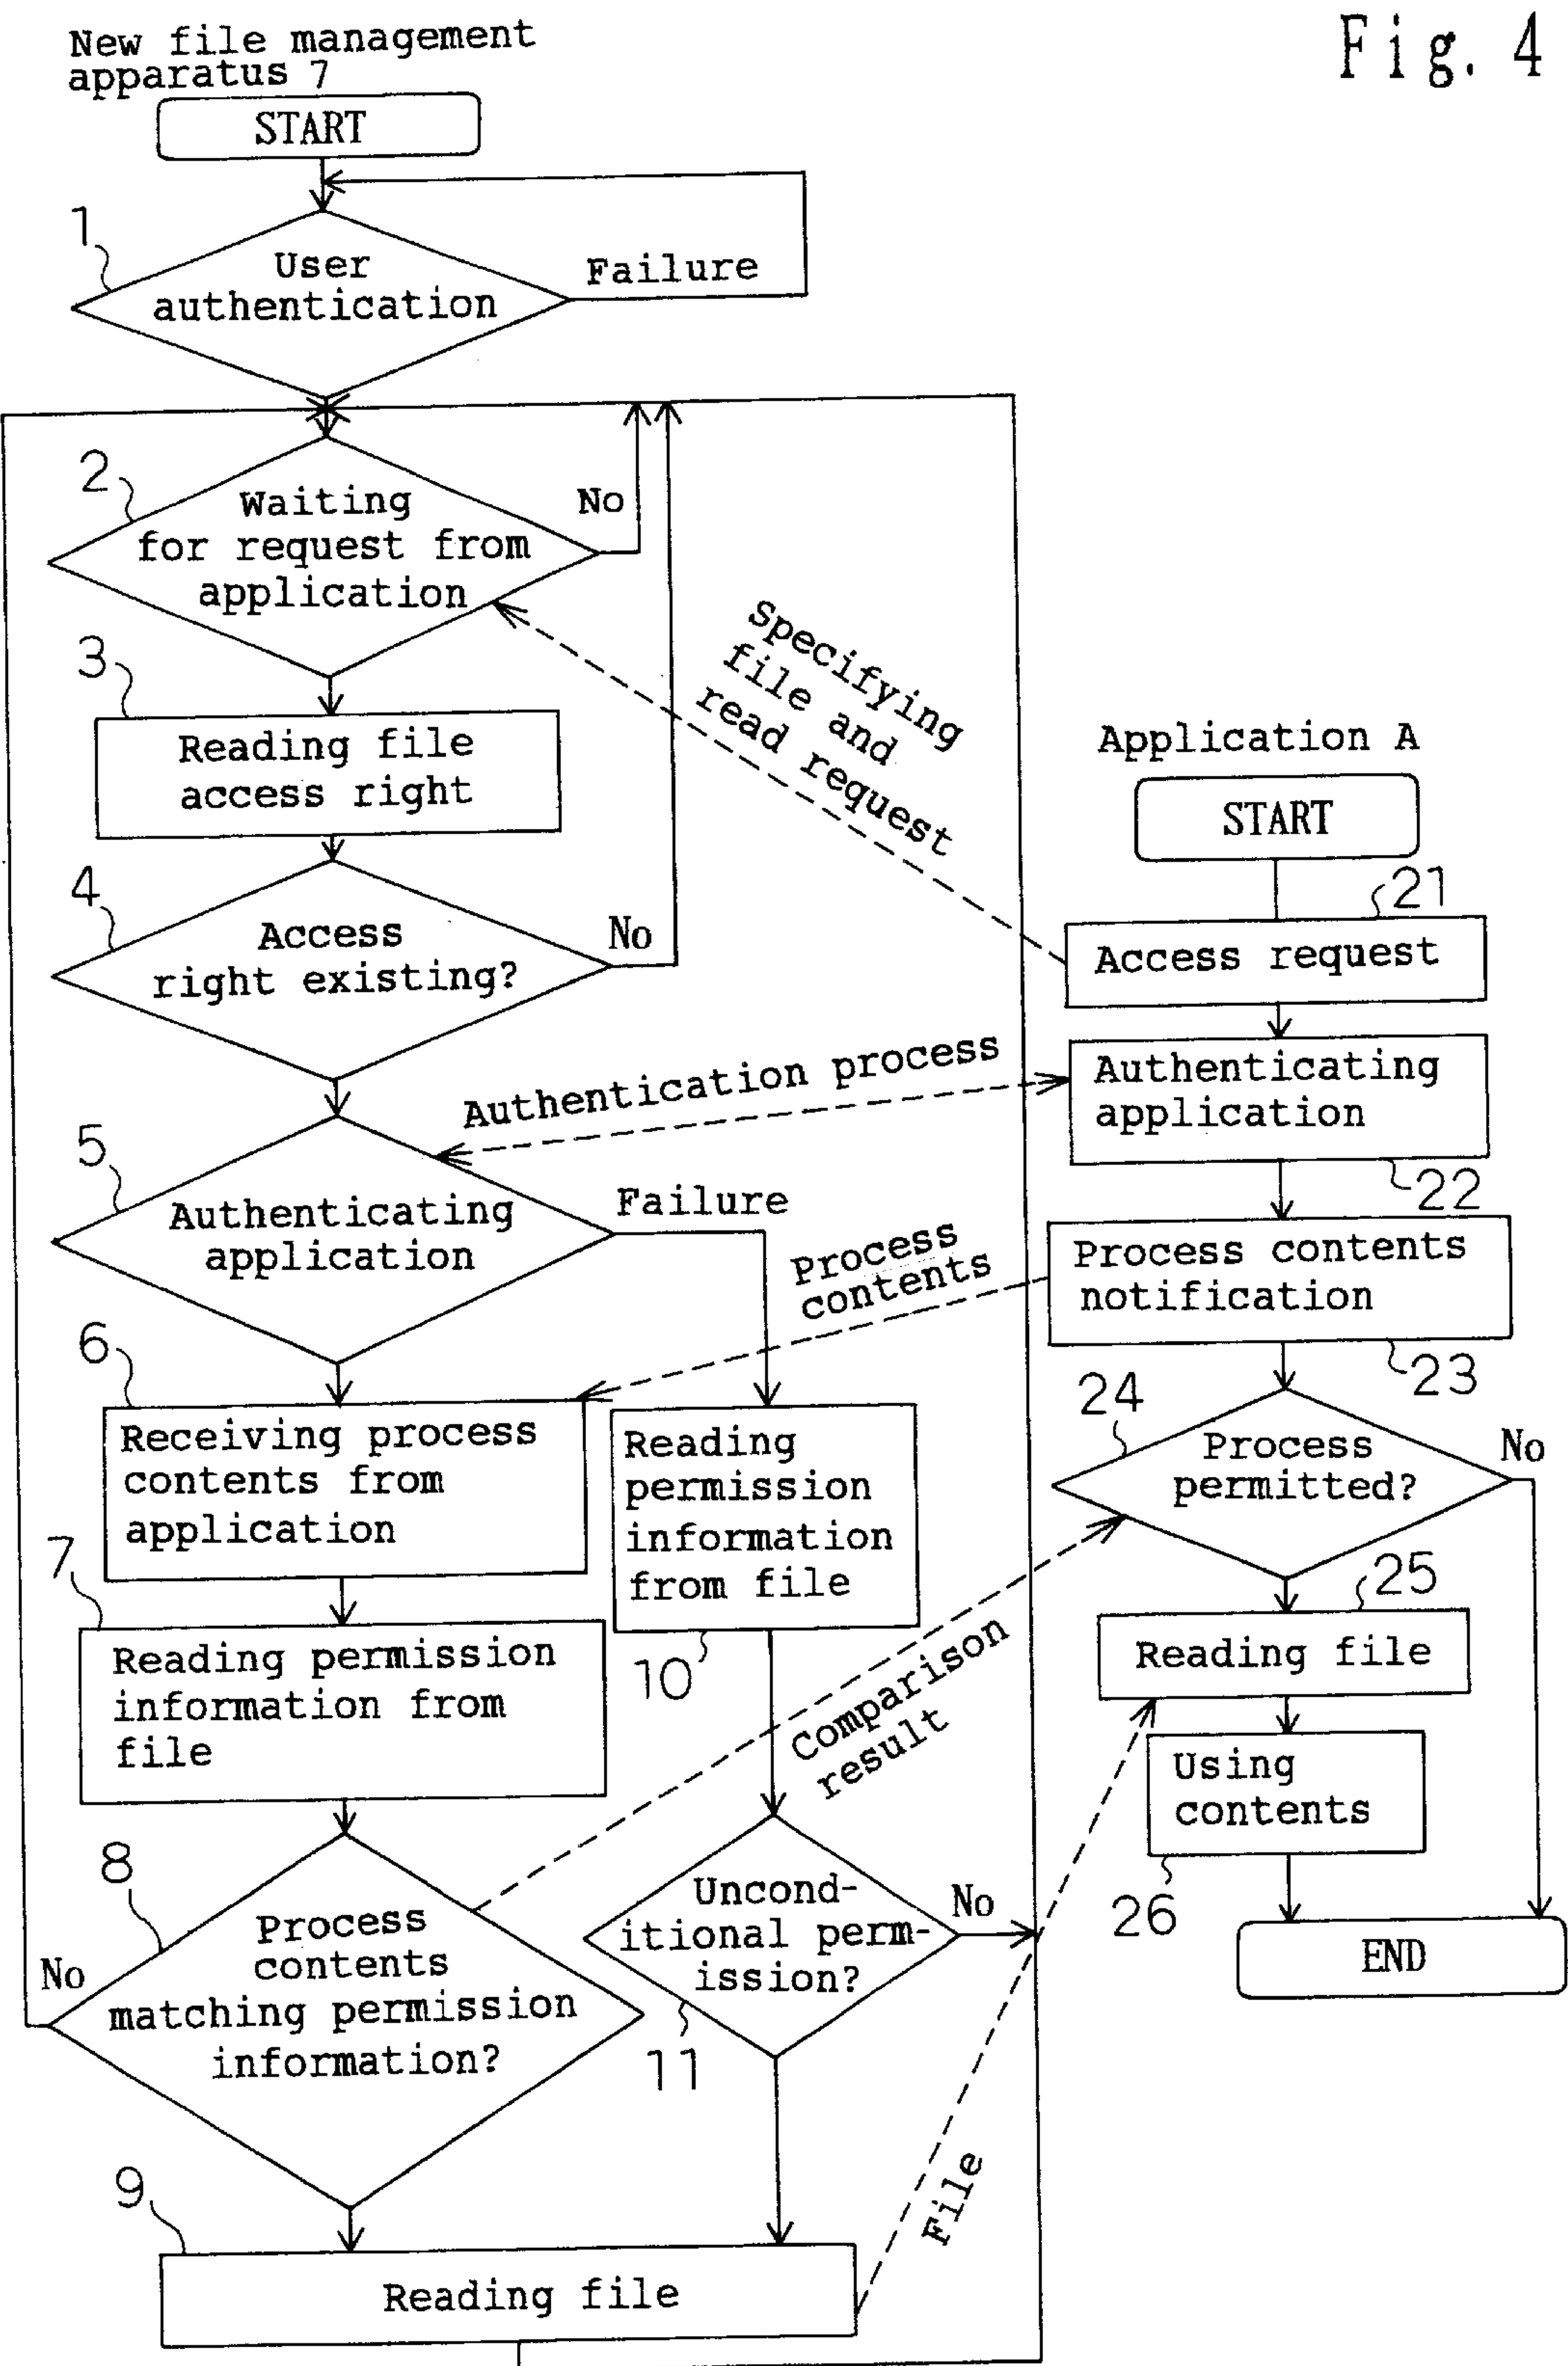 Fig. 4
New file management
apparatus 7
START
1
User
authentication
Failure
2
Waiting
for request from
application
No
3
Reading file
access right
4
Access
right existing?
No
5
Authenticating
application
Failure
6
Receiving process
contents from
application
7
Reading permission
information from
file
8
Process
contents
matching permission
information?
No
9
Reading file
Reading
permission
information
from file
10
Uncond-
itional perm-
ission?
No
11
Specifying
file and
read request
Authentication process
Process
contents
Comparison
result
File
Application A
START
21
Access request
Authenticating
application
22
Process contents
notification
23
24
Process
permitted?
No
25
Reading file
Using
contents
26
END